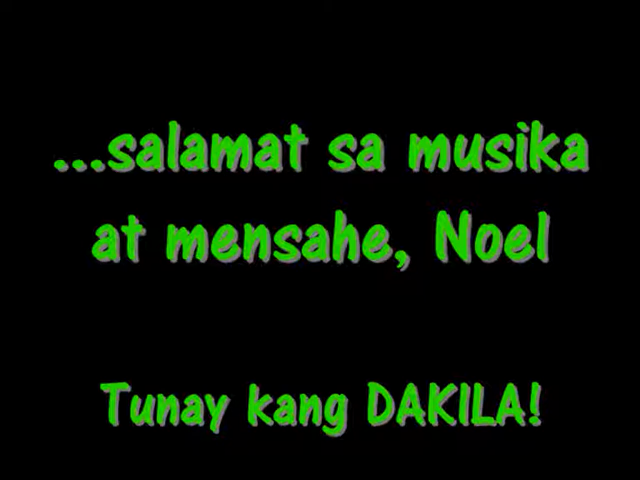 ...salamat sa musika
at mensahe, Noel
Tunay kang DAKILA!